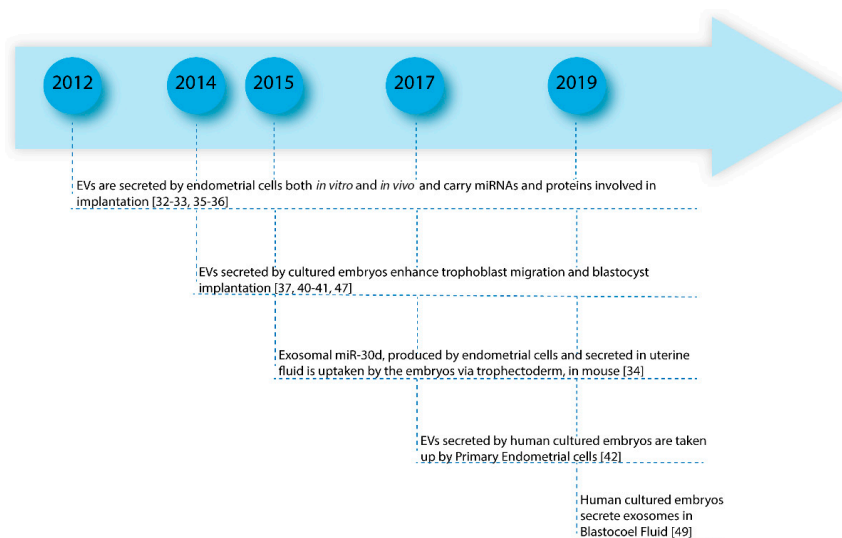 2012
2014
2015
2017
2019
EVs are secreted by endometrial cells both in vitro and in vivo and carry miRNAs and proteins involved in
implantation [32-33, 35-36]
EVs secreted by cultured embryos enhance trophoblast migration and blastocyst
implantation [37, 40-41, 47]
Exosomal miR-30d, produced by endometrial cells and secreted in uterine
fluid is uptaken by the embryos via trophectoderm, in mouse [34]
EVs secreted by human cultured embryos are taken
up by Primary Endometrial cells [42]
Human cultured embryos
secrete exosomes in
Blastocoel Fluid [49]